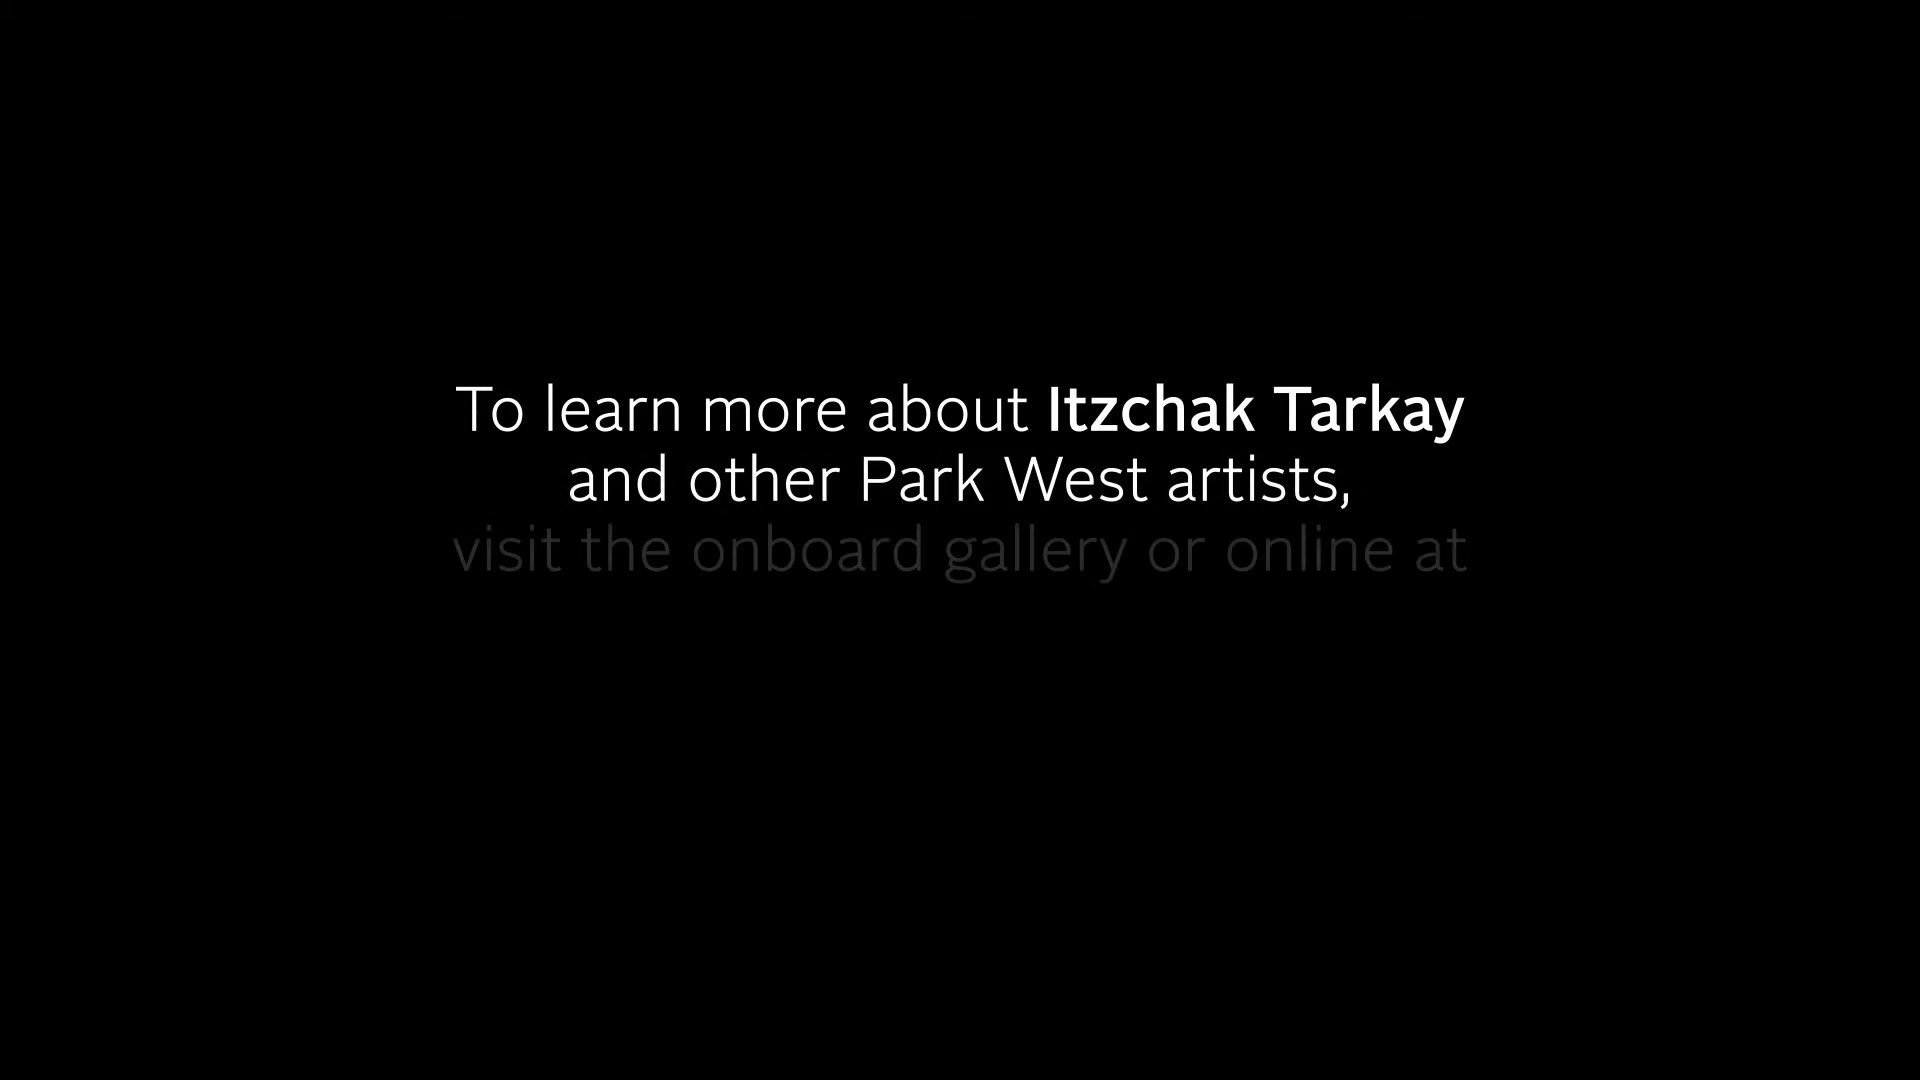 To learn more about Itzchak Tarkay
and other Park West artists,
visit the onboard gallery or online at